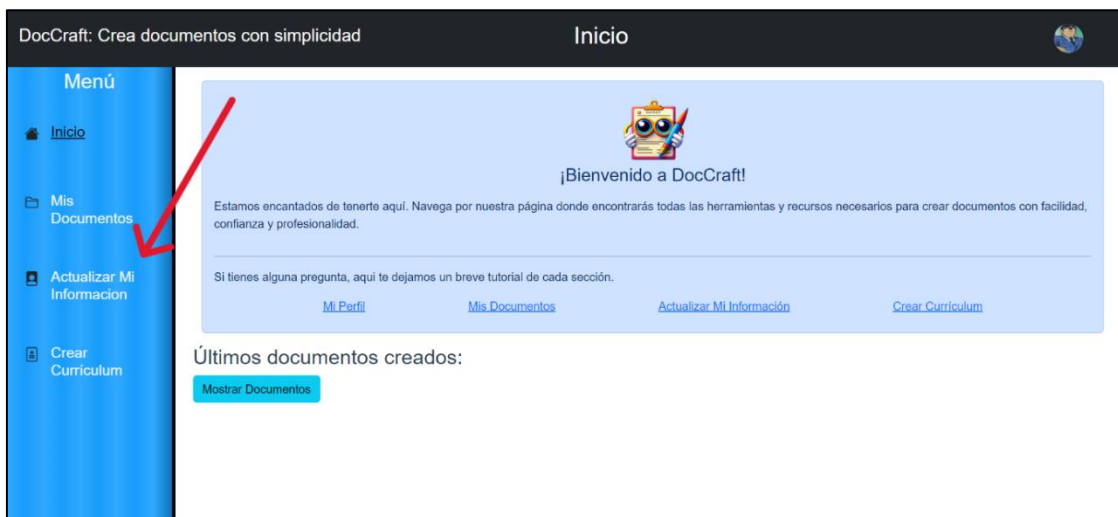 DocCraft: Crea documentos con simplicidad
Inicio
Menú
Inicio
Mis
Documentos
Actualizar Mi
Informacion
Crear
Currículum
¡Bienvenido a DocCraft!
Estamos encantados de tenerte aquí. Navega por nuestra página donde encontrarás todas las herramientas y recursos necesarios para crear documentos con facilidad,
confianza y profesionalidad.
Si tienes alguna pregunta, aqui te dejamos un breve tutorial de cada sección.
Mi Perfil
Mis Documentos
Actualizar Mi Información
Crear Currículum
Últimos documentos creados:
Mostrar Documentos